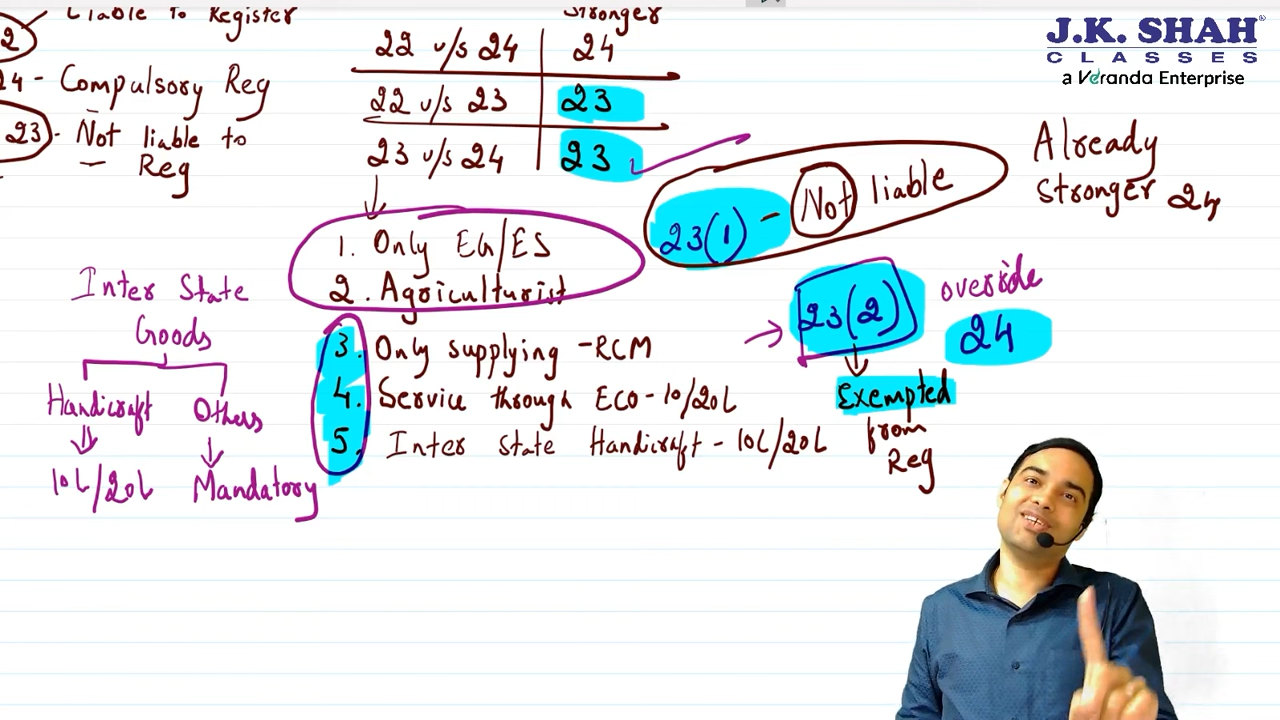 Liable to Register
2
24 - Compulsory Reg
23 - Not liable to
Reg
Stronger
22 v/s 24 24
22 v/s 23 23
23 v/s 24 23
J.K. SHAH®
CLASSES
a Veranda Enterprise
23(1) - Not liable
Already
Stronger 24
1. Only EG/ES
2. Agriculturist
3. Only supplying - RCM
4. Service through ECO - 10/20L
5. Inter State Handicraft - 10L/20L
23(2) override
24
Exempted
from
Reg
Inter State
Goods
Handicraft Others
10L/20L Mandatory